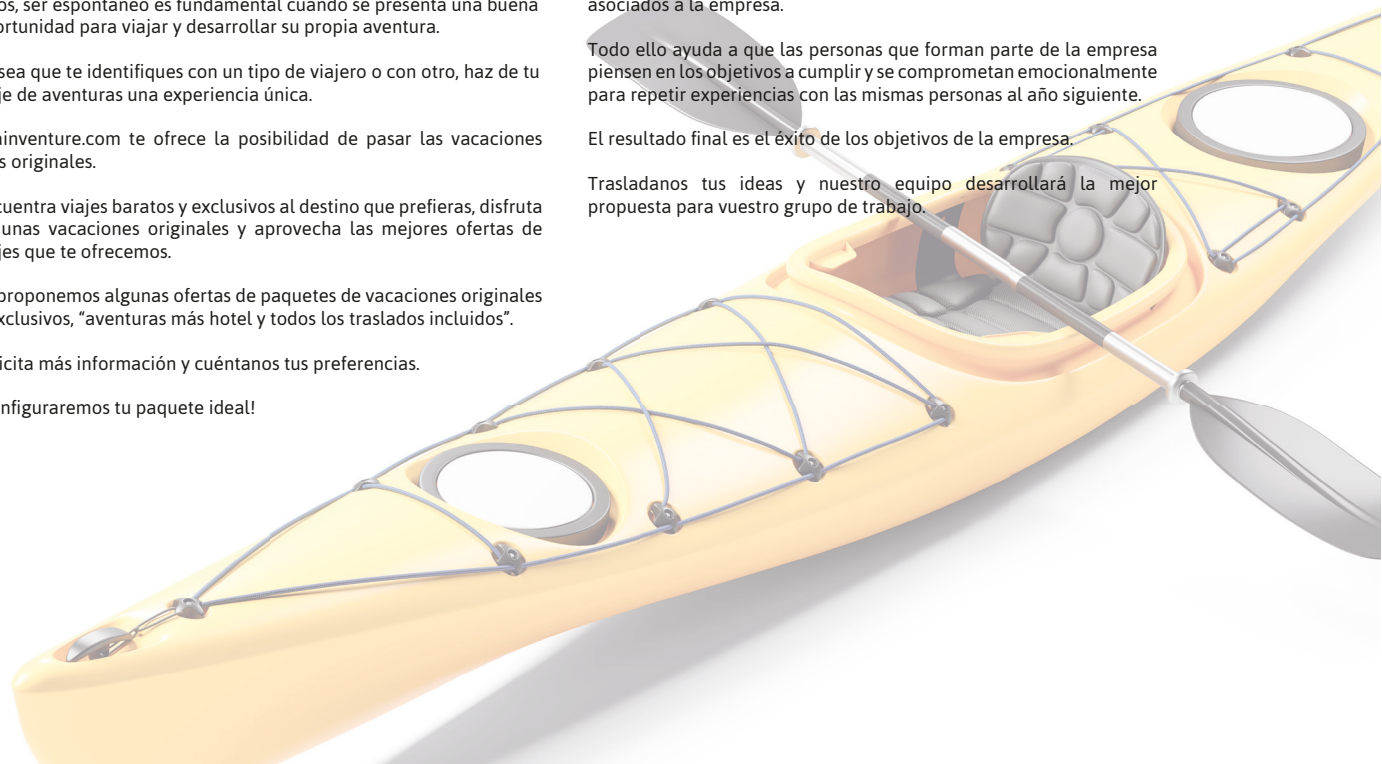 os, ser espontáneo es fundamental cuando se presenta una buena
ortunidad para viajar y desarrollar su propia aventura.
sea que te identifiques con un tipo de viajero o con otro, haz de tu
je de aventuras una experiencia única.
ainventure.com te ofrece la posibilidad de pasar las vacaciones
s originales.
cuentra viajes baratos y exclusivos al destino que prefieras, disfruta
unas vacaciones originales y aprovecha las mejores ofertas de
jes que te ofrecemos.
proponemos algunas ofertas de paquetes de vacaciones originales
xclusivos, “aventuras más hotel y todos los traslados incluidos”.
icita más información y cuéntanos tus preferencias.
nfiguraremos tu paquete ideal!
asociados a la empresa.
Todo ello ayuda a que las personas que forman parte de la empresa
piensen en los objetivos a cumplir y se comprometan emocionalmente
para repetir experiencias con las mismas personas al año siguiente.
El resultado final es el éxito de los objetivos de la empresa.
Trasladanos tus ideas y nuestro equipo desarrollará la mejor
propuesta para vuestro grupo de trabajo.